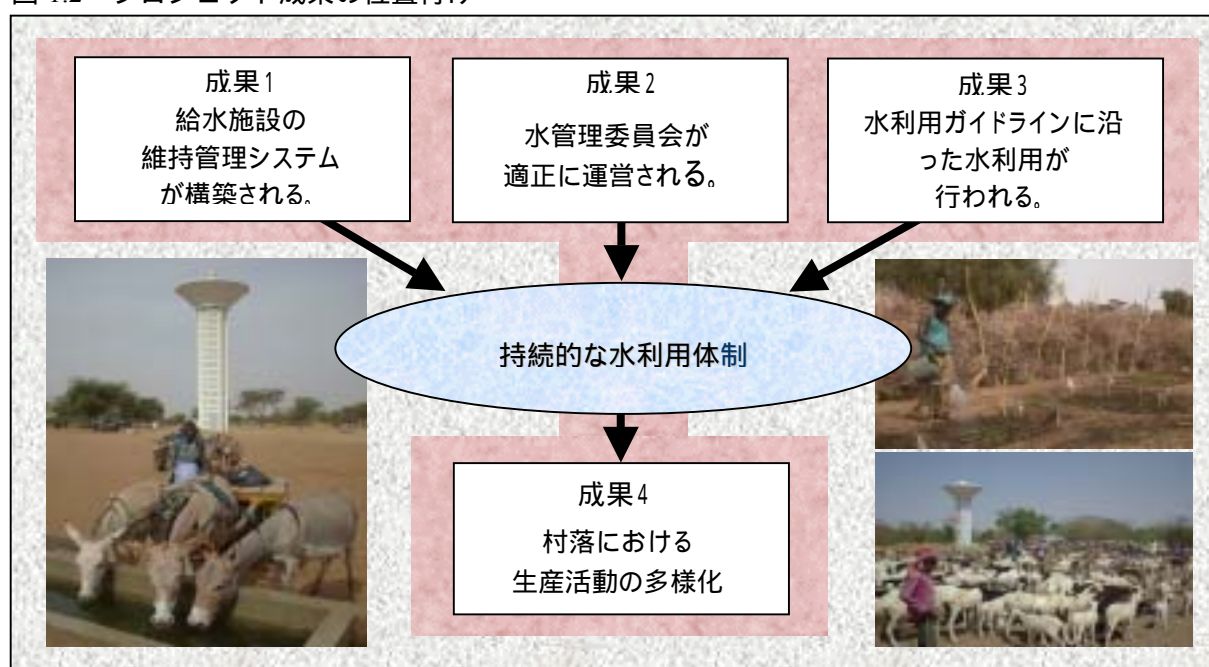 成果1
給水施設の
維持管理システム
が構築される。
成果2
水管理委員会が
適正に運営される。
成果3
水利用ガイドラインに沿
った水利用が
行われる。
持続的な水利用体制
成果4
村落における
生産活動の多様化